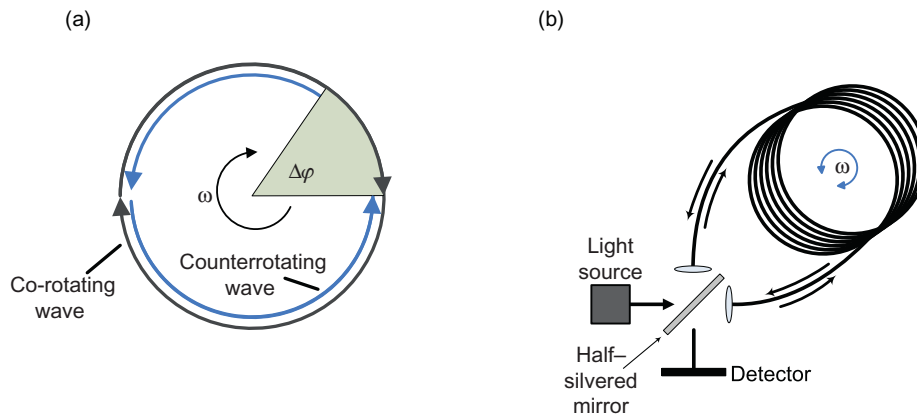 (a)
Δφ
ω
Counterrotating
wave
Co-rotating
wave
(b)
ω
Light
source
Half–
silvered
mirror
Detector